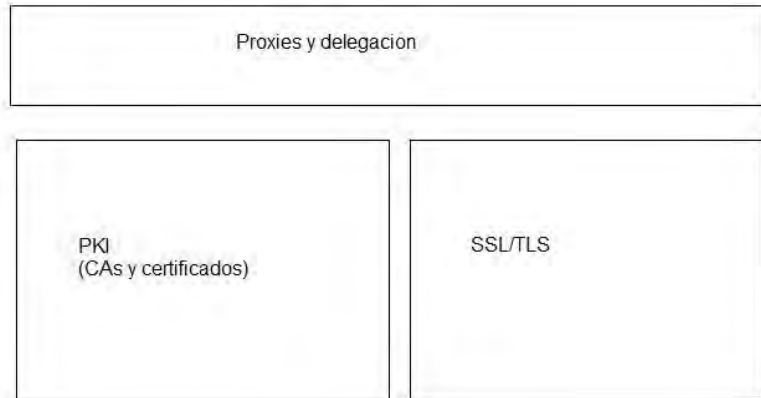 Proxies y delegacion
PKI
(CAs y certificados)
SSL/TLS